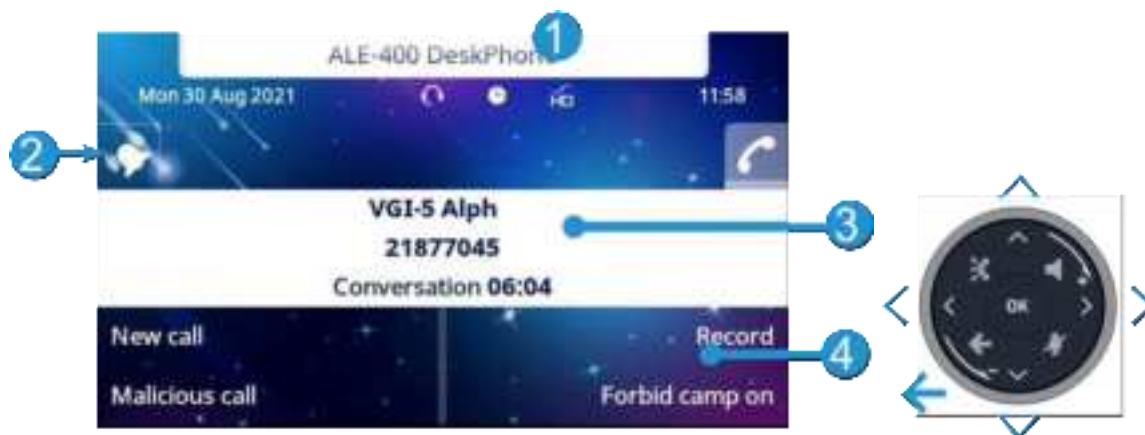 1
ALE-400 DeskPhone
Mon 30 Aug 2021 HD 11:58
2
VGI-5 Alph
21877045
3
Conversation 06:04
New call Record
4
Malicious call Forbid camp on
OK